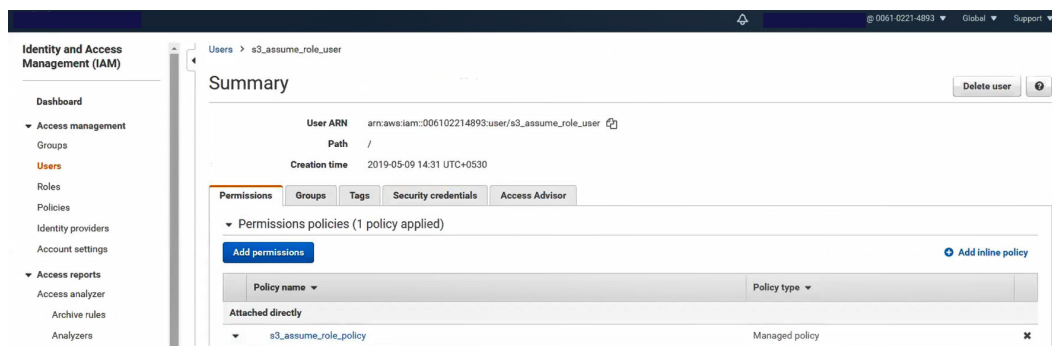 @ 0061-0221-4893 Global Support
Identity and Access Management (IAM)
Dashboard
Access management
Groups
Users
Roles
Policies
Identity providers
Account settings
Access reports
Access analyzer
Archive rules
Analyzers
Users > s3_assume_role_user
Summary
Delete user
User ARN arn:aws:iam::006102214893:user/s3_assume_role_user
Path /
Creation time 2019-05-09 14:31 UTC+0530
Permissions Groups Tags Security credentials Access Advisor
Permissions policies (1 policy applied)
Add permissions Add inline policy
Policy name Policy type
Attached directly
s3_assume_role_policy Managed policy